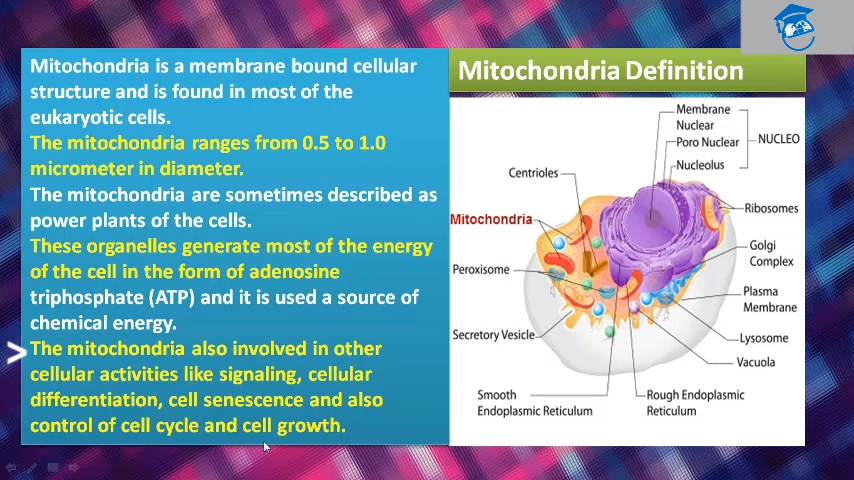 Mitochondria is a membrane bound cellular
structure and is found in most of the
eukaryotic cells.
The mitochondria ranges from 0.5 to 1.0
micrometer in diameter.
The mitochondria are sometimes described as
power plants of the cells.
These organelles generate most of the energy
of the cell in the form of adenosine
triphosphate (ATP) and it is used a source of
chemical energy.
> The mitochondria also involved in other
cellular activities like signaling, cellular
differentiation, cell senescence and also
control of cell cycle and cell growth.
Mitochondria Definition
Membrane
Nuclear
Poro Nuclear
NUCLEO
Nucleolus
Centrioles
Ribosomes
Mitochondria
Golgi
Complex
Peroxisome
Plasma
Membrane
Secretory Vesicle
Lysosome
Vacuola
Smooth
Endoplasmic Reticulum
Rough Endoplasmic
Reticulum